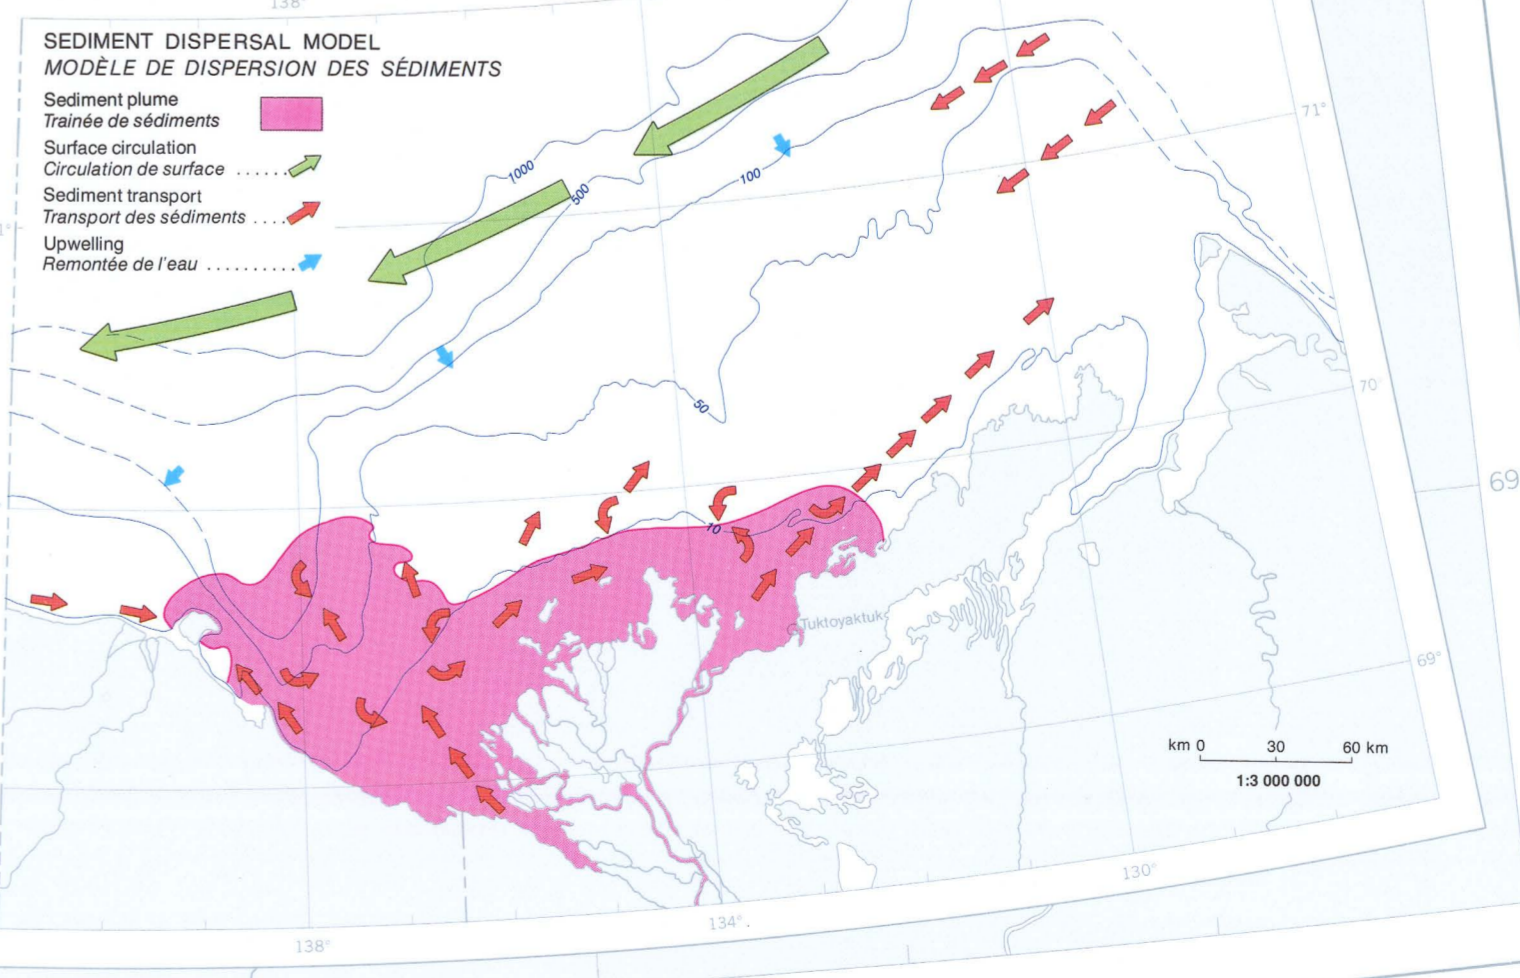 138°
SEDIMENT DISPERSAL MODEL
MODÈLE DE DISPERSION DES SÉDIMENTS
Sediment plume
Trainée de sédiments
Surface circulation
Circulation de surface ......
Sediment transport
Transport des sédiments ....
Upwelling
Remontée de l'eau ..........
1000
500
100
50
10
71°
70°
69
69°
Tuktoyaktuk
km 0 30 60 km
1:3 000 000
130°
134°
138°